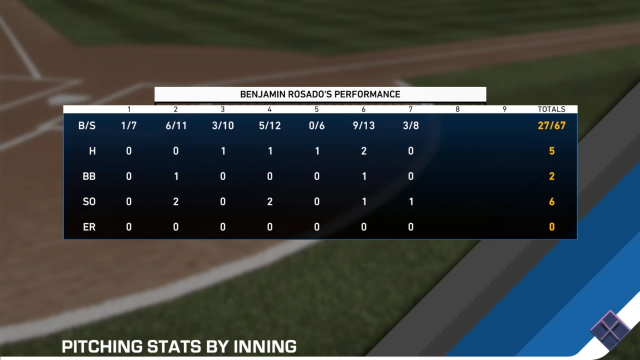 BENJAMIN ROSADO'S PERFORMANCE
1 2 3 4 5 6 7 8 9 TOTALS
B/S 1/7 6/11 3/10 5/12 0/6 9/13 3/8 27/67
H 0 0 1 1 1 2 0 5
BB 0 1 0 0 0 1 0 2
SO 0 2 0 2 0 1 1 6
ER 0 0 0 0 0 0 0 0
PITCHING STATS BY INNING